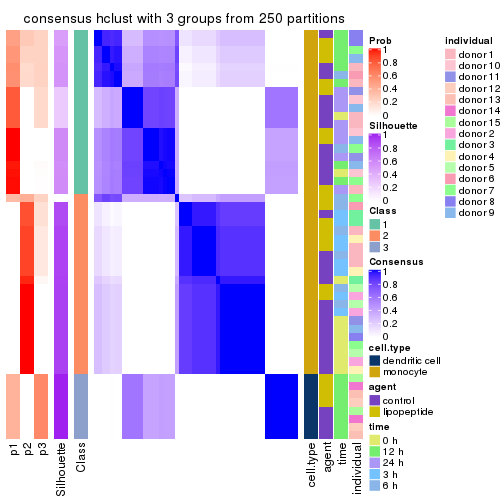 consensus hclust with 3 groups from 250 partitions
Prob
1
0.8
0.6
0.4
0.2
0
Silhouette
1
0.8
0.6
0.4
0.2
0
Class
1
2
3
Consensus
1
0.8
0.6
0.4
0.2
0
cell.type
dendritic cell
monocyte
agent
control
lipopeptide
time
0 h
12 h
24 h
3 h
6 h
individual
donor 1
donor 10
donor 11
donor 12
donor 13
donor 14
donor 15
donor 2
donor 3
donor 4
donor 5
donor 6
donor 7
donor 8
donor 9
p1
p2
p3
Silhouette
Class
cell.type
agent
time
individual